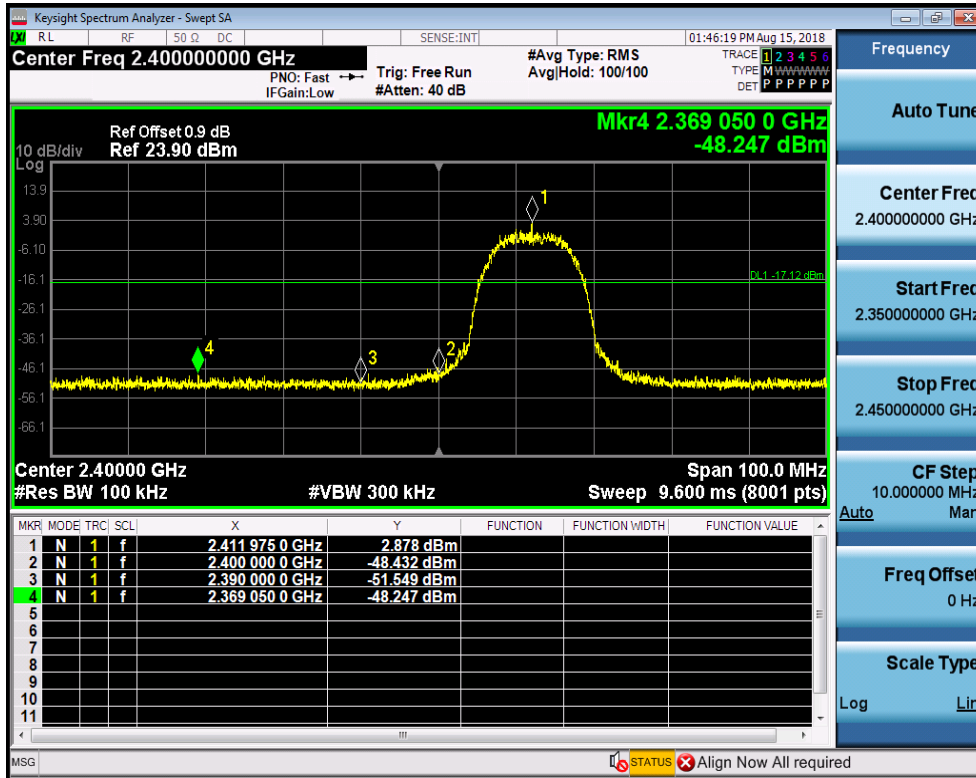 Keysight Spectrum Analyzer - Swept SA
LXI RL RF 50 Ω DC SENSE:INT 01:46:19 PM Aug 15, 2018
Center Freq 2.400000000 GHz
PNO: Fast
IFGain:Low
Trig: Free Run
#Atten: 40 dB
#Avg Type: RMS
Avg|Hold: 100/100
TRACE 1 2 3 4 5 6
TYPE M W W W W W
DET P P P P P P
Ref Offset 0.9 dB
10 dB/div Ref 23.90 dBm
Log
Mkr4 2.369 050 0 GHz
-48.247 dBm
13.9
3.90
-6.10
-16.1
-26.1
-36.1
-46.1
-56.1
-66.1
1
DL1 -17.12 dBm
4
3
2
Center 2.40000 GHz Span 100.0 MHz
#Res BW 100 kHz #VBW 300 kHz Sweep 9.600 ms (8001 pts)
MKR MODE TRC SCL X Y FUNCTION FUNCTION WIDTH FUNCTION VALUE
1 N 1 f 2.411 975 0 GHz 2.878 dBm
2 N 1 f 2.400 000 0 GHz -48.432 dBm
3 N 1 f 2.390 000 0 GHz -51.549 dBm
4 N 1 f 2.369 050 0 GHz -48.247 dBm
5
6
7
8
9
10
11
MSG STATUS Align Now All required
Frequency
Auto Tune
Center Freq
2.400000000 GHz
Start Freq
2.350000000 GHz
Stop Freq
2.450000000 GHz
CF Step
10.000000 MHz
Auto Man
Freq Offset
0 Hz
Scale Type
Log Lin